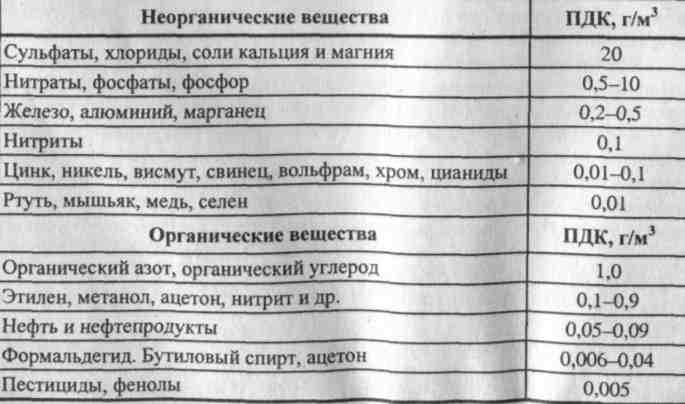 Неорганические вещества ПДК, г/м³
Сульфаты, хлориды, соли кальция и магния 20
Нитраты, фосфаты, фосфор 0,5–10
Железо, алюминий, марганец 0,2–0,5
Нитриты 0,1
Цинк, никель, висмут, свинец, вольфрам, хром, цианиды 0,01–0,1
Ртуть, мышьяк, медь, селен 0,01
Органические вещества ПДК, г/м³
Органический азот, органический углерод 1,0
Этилен, метанол, ацетон, нитрит и др. 0,1–0,9
Нефть и нефтепродукты 0,05–0,09
Формальдегид. Бутиловый спирт, ацетон 0,006–0,04
Пестициды, фенолы 0,005